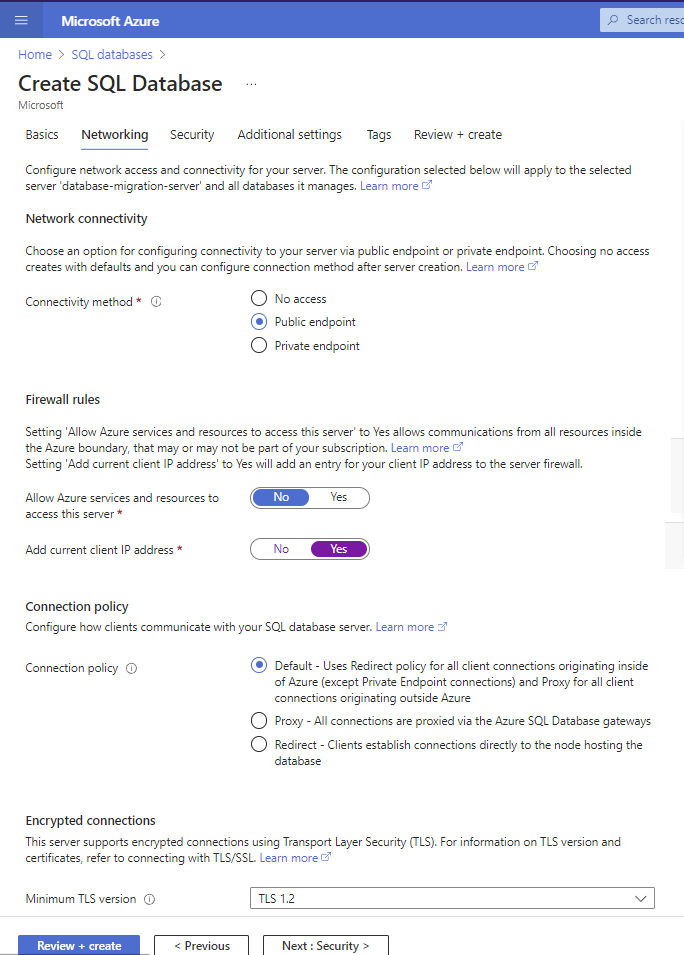 Microsoft Azure
Search reso
Home > SQL databases >
Create SQL Database ...
Microsoft
Basics Networking Security Additional settings Tags Review + create
Configure network access and connectivity for your server. The configuration selected below will apply to the selected
server 'database-migration-server' and all databases it manages. Learn more
Network connectivity
Choose an option for configuring connectivity to your server via public endpoint or private endpoint. Choosing no access
creates with defaults and you can configure connection method after server creation. Learn more
Connectivity method *
No access
Public endpoint
Private endpoint
Firewall rules
Setting 'Allow Azure services and resources to access this server' to Yes allows communications from all resources inside
the Azure boundary, that may or may not be part of your subscription. Learn more
Setting 'Add current client IP address' to Yes will add an entry for your client IP address to the server firewall.
Allow Azure services and resources to
access this server *
No Yes
Add current client IP address *
No Yes
Connection policy
Configure how clients communicate with your SQL database server. Learn more
Connection policy
Default - Uses Redirect policy for all client connections originating inside
of Azure (except Private Endpoint connections) and Proxy for all client
connections originating outside Azure
Proxy - All connections are proxied via the Azure SQL Database gateways
Redirect - Clients establish connections directly to the node hosting the
database
Encrypted connections
This server supports encrypted connections using Transport Layer Security (TLS). For information on TLS version and
certificates, refer to connecting with TLS/SSL. Learn more
Minimum TLS version
TLS 1.2
Review + create < Previous Next : Security >